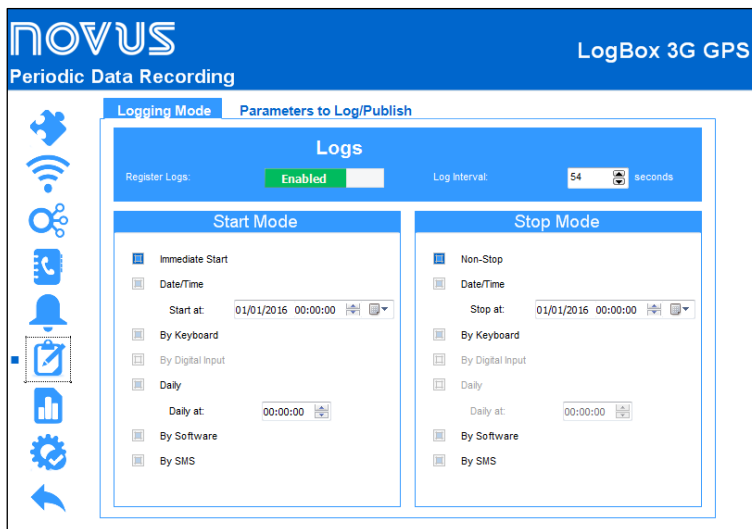 NOVUS
LogBox 3G GPS
Periodic Data Recording
Logging Mode Parameters to Log/Publish
Logs
Register Logs: Enabled Log Interval: 54 seconds
Start Mode
Immediate Start
Date/Time
Start at: 01/01/2016 00:00:00
By Keyboard
By Digital Input
Daily
Daily at: 00:00:00
By Software
By SMS
Stop Mode
Non-Stop
Date/Time
Stop at: 01/01/2016 00:00:00
By Keyboard
By Digital Input
Daily
Daily at: 00:00:00
By Software
By SMS